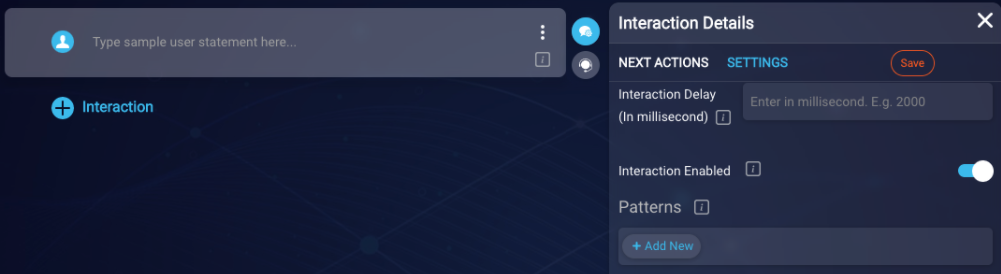 Type sample user statement here...
Interaction
Interaction Details
NEXT ACTIONS SETTINGS Save
Interaction Delay
(In millisecond) i
Enter in millisecond. E.g. 2000
Interaction Enabled i
Patterns i
+ Add New